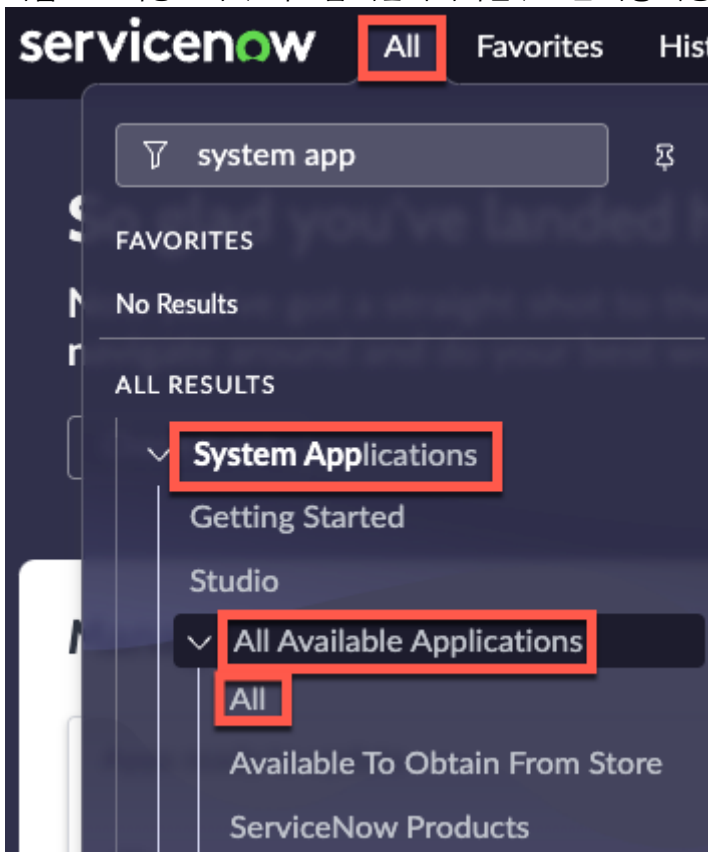 servicenow All Favorites Hist
system app
FAVORITES
No Results
ALL RESULTS
System Applications
Getting Started
Studio
All Available Applications
All
Available To Obtain From Store
ServiceNow Products